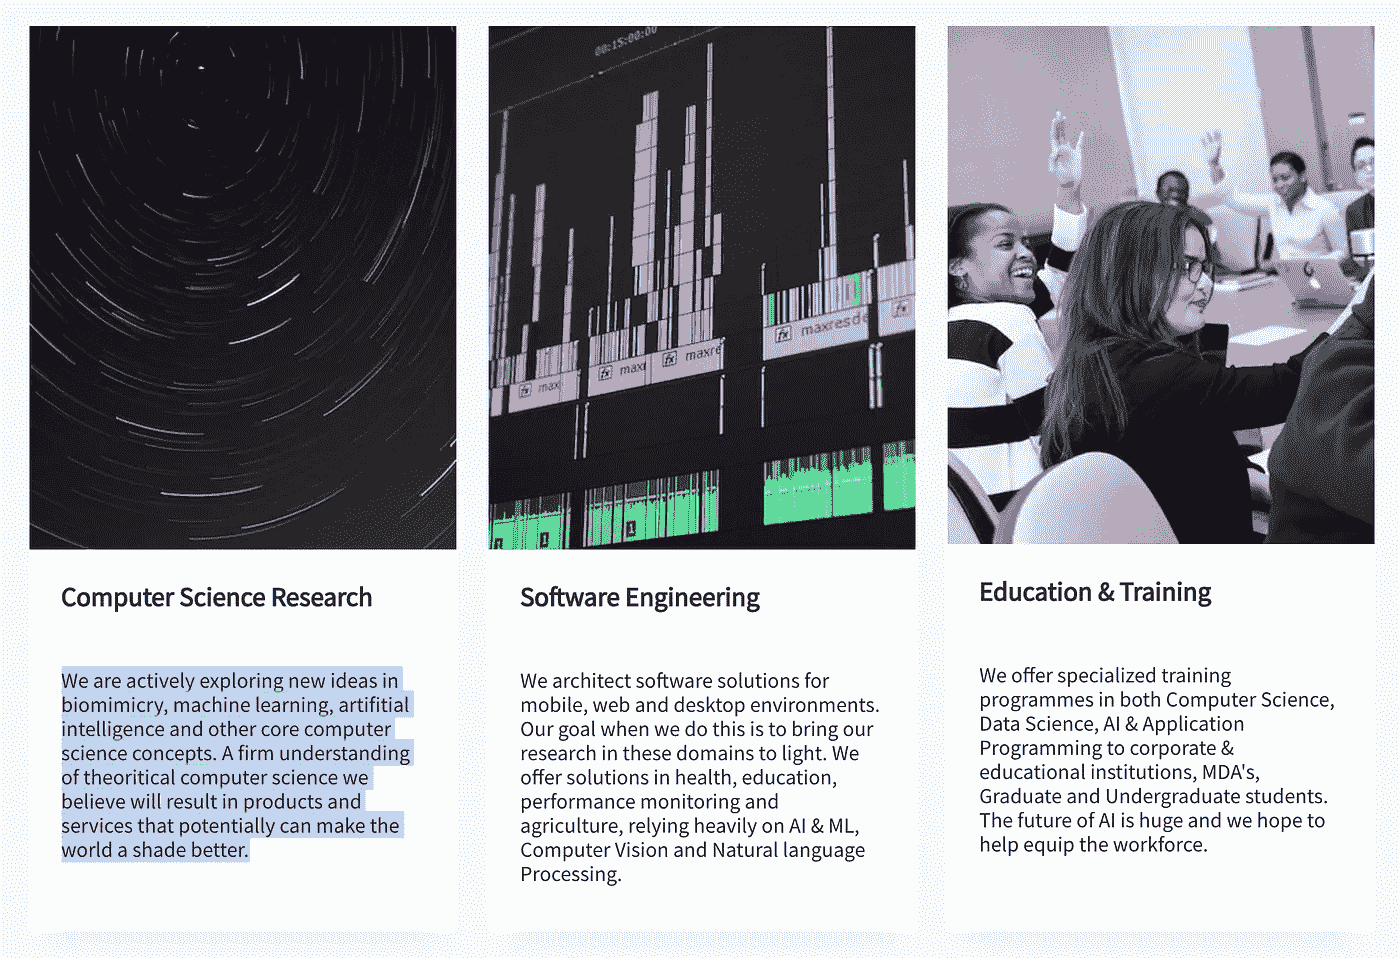 00:15:00:00
fx max
fx maxr
fx maxre
fx maxresde
fx
1
1
1
Computer Science Research
We are actively exploring new ideas in
biomimicry, machine learning, artifitial
intelligence and other core computer
science concepts. A firm understanding
of theoritical computer science we
believe will result in products and
services that potentially can make the
world a shade better.
Software Engineering
We architect software solutions for
mobile, web and desktop environments.
Our goal when we do this is to bring our
research in these domains to light. We
offer solutions in health, education,
performance monitoring and
agriculture, relying heavily on AI & ML,
Computer Vision and Natural language
Processing.
Education & Training
We offer specialized training
programmes in both Computer Science,
Data Science, AI & Application
Programming to corporate &
educational institutions, MDA's,
Graduate and Undergraduate students.
The future of AI is huge and we hope to
help equip the workforce.